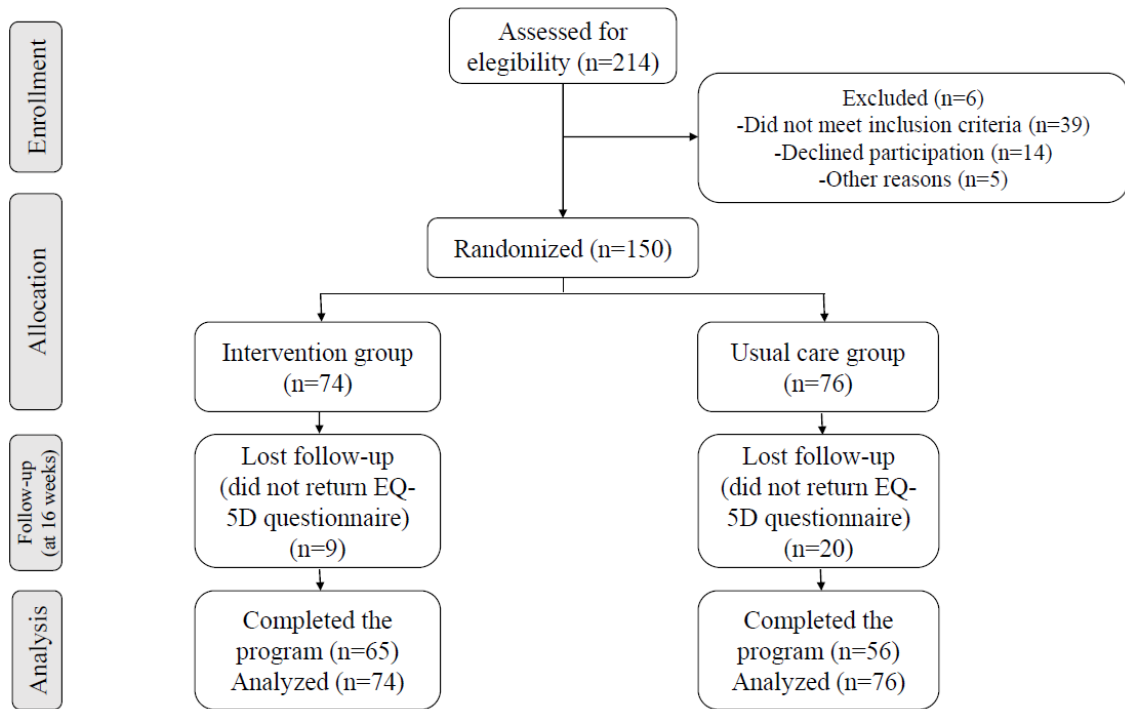 Enrollment
Assessed for
elegibility (n=214)
Excluded (n=6)
-Did not meet inclusion criteria (n=39)
-Declined participation (n=14)
-Other reasons (n=5)
Allocation
Randomized (n=150)
Intervention group
(n=74)
Usual care group
(n=76)
Follow-up
(at 16 weeks)
Lost follow-up
(did not return EQ-
5D questionnaire)
(n=9)
Lost follow-up
(did not return EQ-
5D questionnaire)
(n=20)
Analysis
Completed the
program (n=65)
Analyzed (n=74)
Completed the
program (n=56)
Analyzed (n=76)